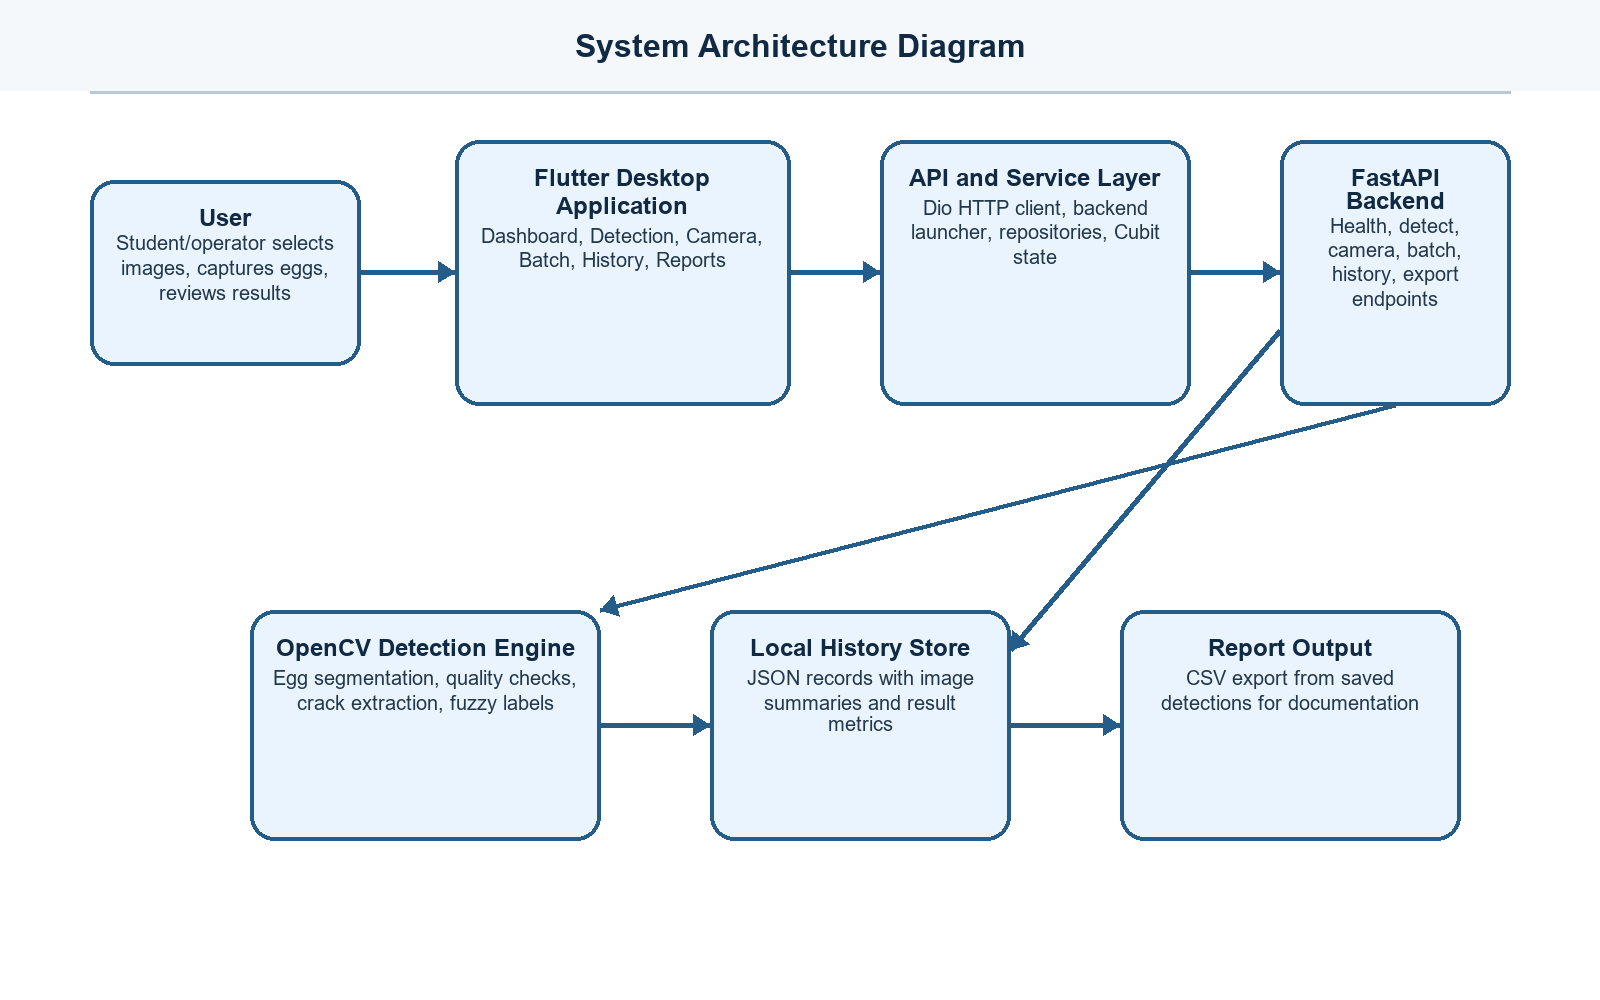 System Architecture Diagram
User
Student/operator selects
images, captures eggs,
reviews results
Flutter Desktop
Application
Dashboard, Detection, Camera,
Batch, History, Reports
API and Service Layer
Dio HTTP client, backend
launcher, repositories, Cubit
state
FastAPI
Backend
Health, detect,
camera, batch,
history, export
endpoints
OpenCV Detection Engine
Egg segmentation, quality checks,
crack extraction, fuzzy labels
Local History Store
JSON records with image
summaries and result
metrics
Report Output
CSV export from saved
detections for documentation